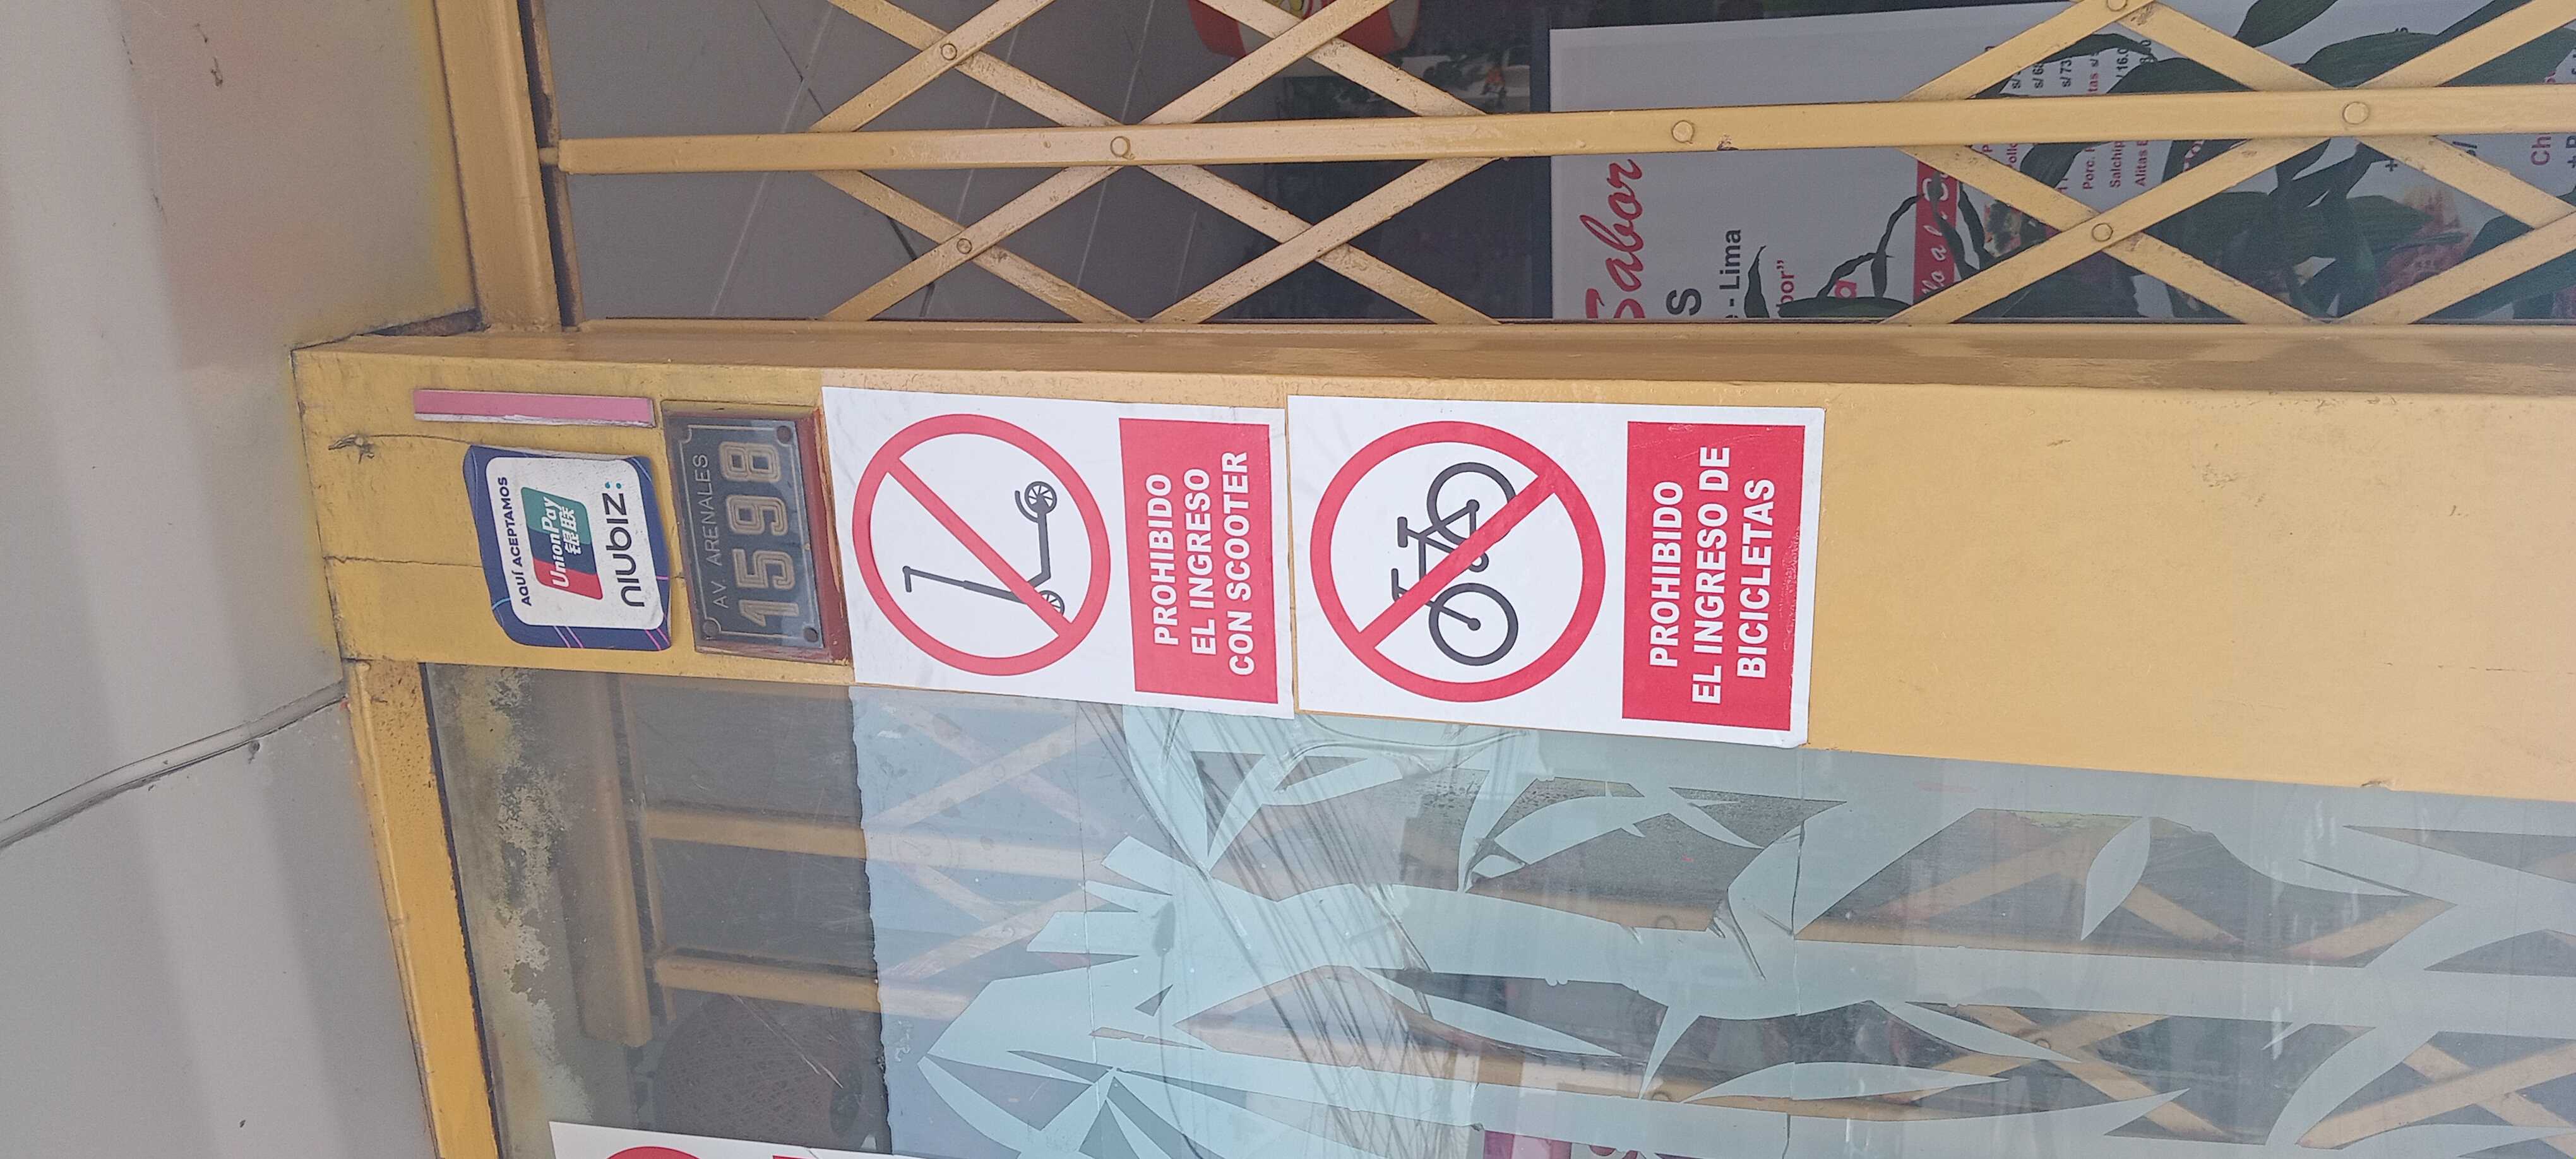 AQUÍ ACEPTAMOS
UnionPay
银联
niubiz:
AV. ARENALES
1598
PROHIBIDO
EL INGRESO
CON SCOOTER
PROHIBIDO
EL INGRESO DE
BICICLETAS
Sabor
- Lima